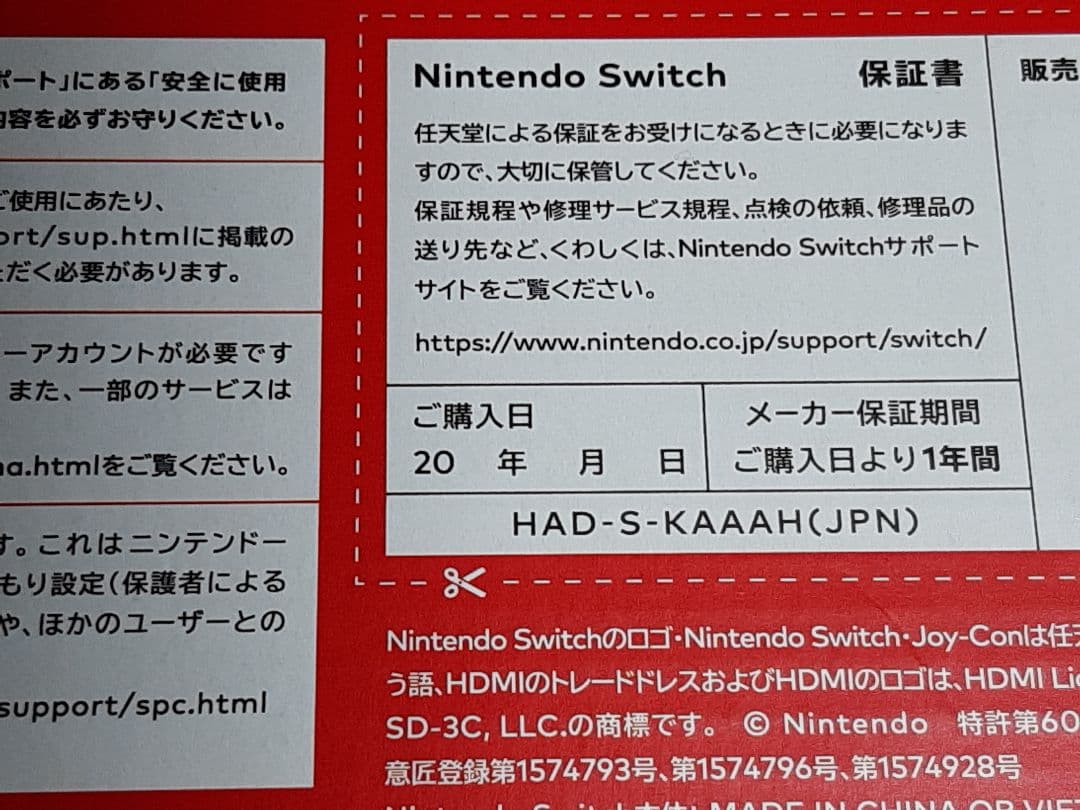 ポート」にある「安全に使用
内容を必ずお守りください。
ご使用にあたり、
ort/sup.htmlに掲載の
ただく必要があります。
ーアカウントが必要です
また、一部のサービスは
na.htmlをご覧ください。
す。これはニンテンドー
もり設定(保護者による
や、ほかのユーザーとの
support/spc.html
Nintendo Switch 保証書
任天堂による保証をお受けになるときに必要になりま
すので、大切に保管してください。
保証規程や修理サービス規程、点検の依頼、修理品の
送り先など、くわしくは、Nintendo Switchサポート
サイトをご覧ください。
https://www.nintendo.co.jp/support/switch/
ご購入日
20 年 月 日
メーカー保証期間
ご購入日より1年間
HAD-S-KAAAH(JPN)
販売
Nintendo Switchのロゴ・Nintendo Switch・Joy-Conは任天
う語、HDMIのトレードドレスおよびHDMIのロゴは、HDMI Lic
SD-3C, LLC.の商標です。 © Nintendo 特許第60
意匠登録第1574793号、第1574796号、第1574928号